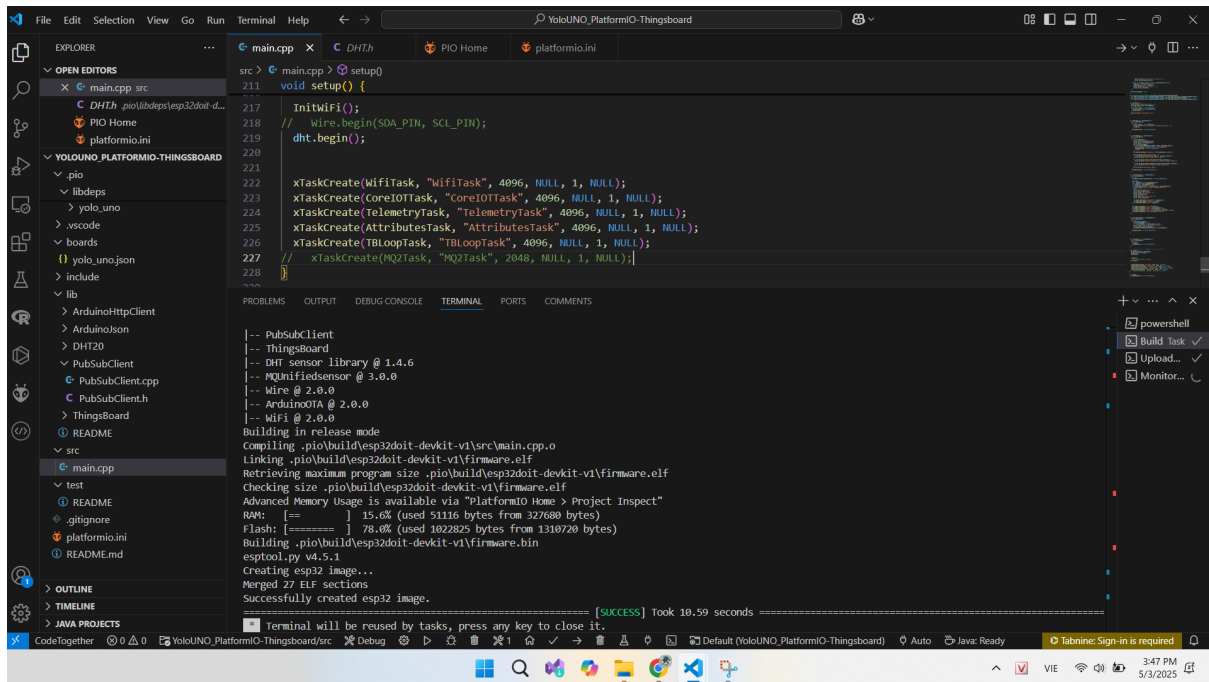 File Edit Selection View Go Run Terminal Help
YoloUNO_PlatformIO-Thingsboard
EXPLORER
OPEN EDITORS
main.cpp src
DHT.h .pio\libdeps\esp32doit-d...
PIO Home
platformio.ini
YOLOUNO_PLATFORMIO-THINGSBOARD
.pio
libdeps
yolo_uno
.vscode
boards
{} yolo_uno.json
include
lib
ArduinoHttpClient
ArduinoJson
DHT20
PubSubClient
PubSubClient.cpp
C PubSubClient.h
ThingsBoard
README
src
main.cpp
test
README
.gitignore
platformio.ini
README.md
OUTLINE
TIMELINE
JAVA PROJECTS
main.cpp
C DHT.h
PIO Home
platformio.ini
src > main.cpp > setup()
211 void setup() {
217 InitWiFi();
218 // Wire.begin(SDA_PIN, SCL_PIN);
219 dht.begin();
220
221
222 xTaskCreate(WifiTask, "WifiTask", 4096, NULL, 1, NULL);
223 xTaskCreate(CoreIOTTask, "CoreIOTTask", 4096, NULL, 1, NULL);
224 xTaskCreate(TelemetryTask, "TelemetryTask", 4096, NULL, 1, NULL);
225 xTaskCreate(AttributesTask, "AttributesTask", 4096, NULL, 1, NULL);
226 xTaskCreate(TBLoopTask, "TBLoopTask", 4096, NULL, 1, NULL);
227 // xTaskCreate(MQ2Task, "MQ2Task", 2048, NULL, 1, NULL);
228 }
PROBLEMS OUTPUT DEBUG CONSOLE TERMINAL PORTS COMMENTS
|-- PubSubClient
|-- ThingsBoard
|-- DHT sensor library @ 1.4.6
|-- MQUnifiedsensor @ 3.0.0
|-- Wire @ 2.0.0
|-- ArduinoOTA @ 2.0.0
|-- WiFi @ 2.0.0
Building in release mode
Compiling .pio\build\esp32doit-devkit-v1\src\main.cpp.o
Linking .pio\build\esp32doit-devkit-v1\firmware.elf
Retrieving maximum program size .pio\build\esp32doit-devkit-v1\firmware.elf
Checking size .pio\build\esp32doit-devkit-v1\firmware.elf
Advanced Memory Usage is available via "PlatformIO Home > Project Inspect"
RAM: [== ] 15.6% (used 51116 bytes from 327680 bytes)
Flash: [======== ] 78.0% (used 1022825 bytes from 1310720 bytes)
Building .pio\build\esp32doit-devkit-v1\firmware.bin
esptool.py v4.5.1
Creating esp32 image...
Merged 27 ELF sections
Successfully created esp32 image.
======================== [SUCCESS] Took 10.59 seconds ========================
* Terminal will be reused by tasks, press any key to close it.
powershell
Build Task
Upload...
Monitor...
CodeTogether 0 0 YoloUNO_PlatformIO-Thingsboard/src Debug 1 Default (YoloUNO_PlatformIO-Thingsboard) Auto Java: Ready Tabnine: Sign-in is required
V VIE
3:47 PM
5/3/2025